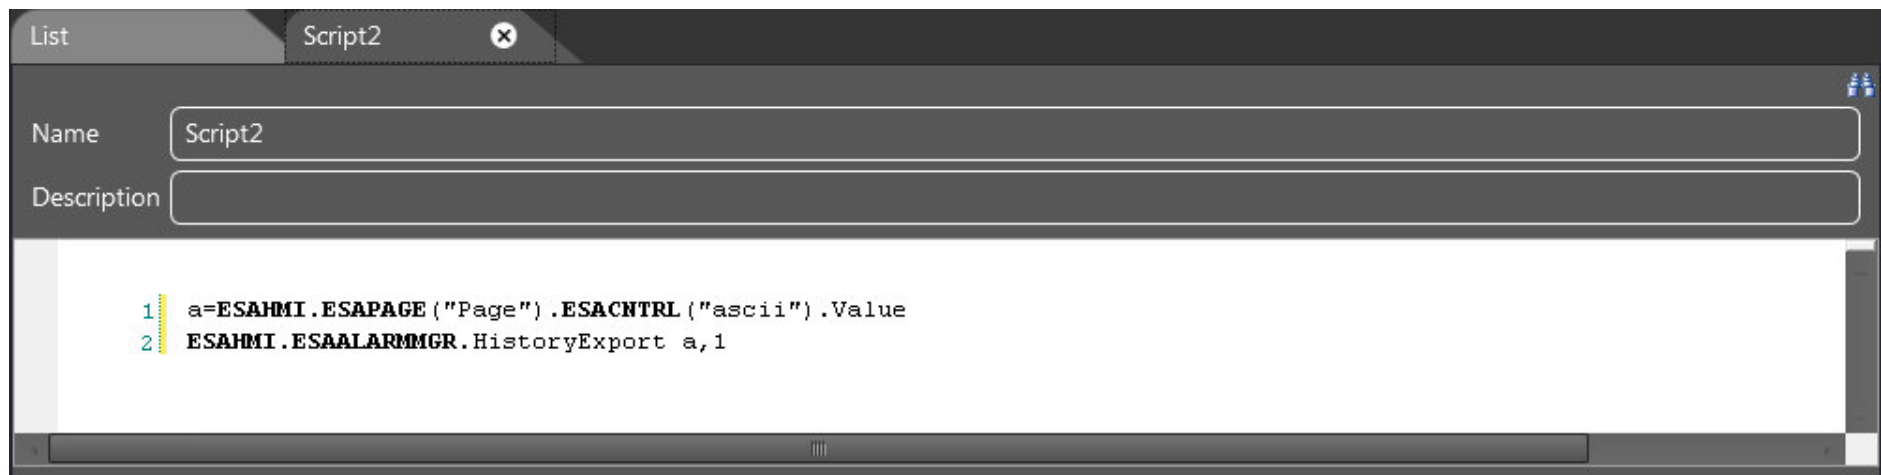 List Script2
Name Script2
Description
1 a=ESAHMI.ESAPAGE("Page").ESACNTRL("ascii").Value
2 ESAHMI.ESAALARMMGR.HistoryExport a,1